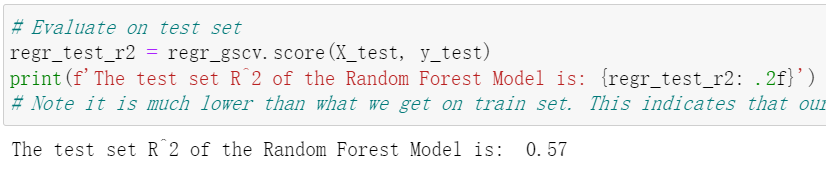 # Evaluate on test set
regr_test_r2 = regr_gscv.score(X_test, y_test)
print(f'The test set R^2 of the Random Forest Model is: {regr_test_r2: .2f}')
# Note it is much lower than what we get on train set. This indicates that our
The test set R^2 of the Random Forest Model is:  0.57